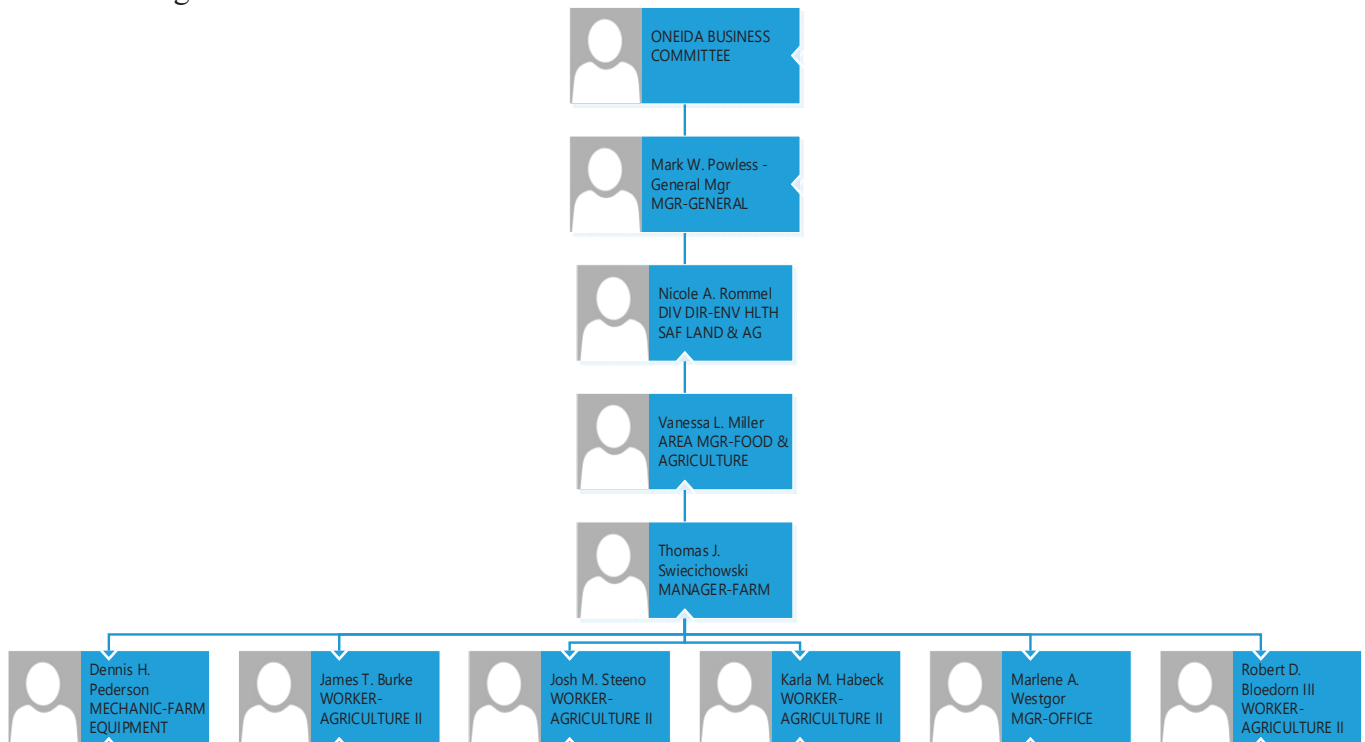 ONEIDA BUSINESS
COMMITTEE
Mark W. Powless -
General Mgr
MGR-GENERAL
Nicole A. Rommel
DIV DIR-ENV HLTH
SAF LAND & AG
Vanessa L. Miller
AREA MGR-FOOD &
AGRICULTURE
Thomas J.
Swiecichowski
MANAGER-FARM
Dennis H.
Pederson
MECHANIC-FARM
EQUIPMENT
James T. Burke
WORKER-
AGRICULTURE II
Josh M. Steeno
WORKER-
AGRICULTURE II
Karla M. Habeck
WORKER-
AGRICULTURE II
Marlene A.
Westgor
MGR-OFFICE
Robert D.
Bloedorn III
WORKER-
AGRICULTURE II